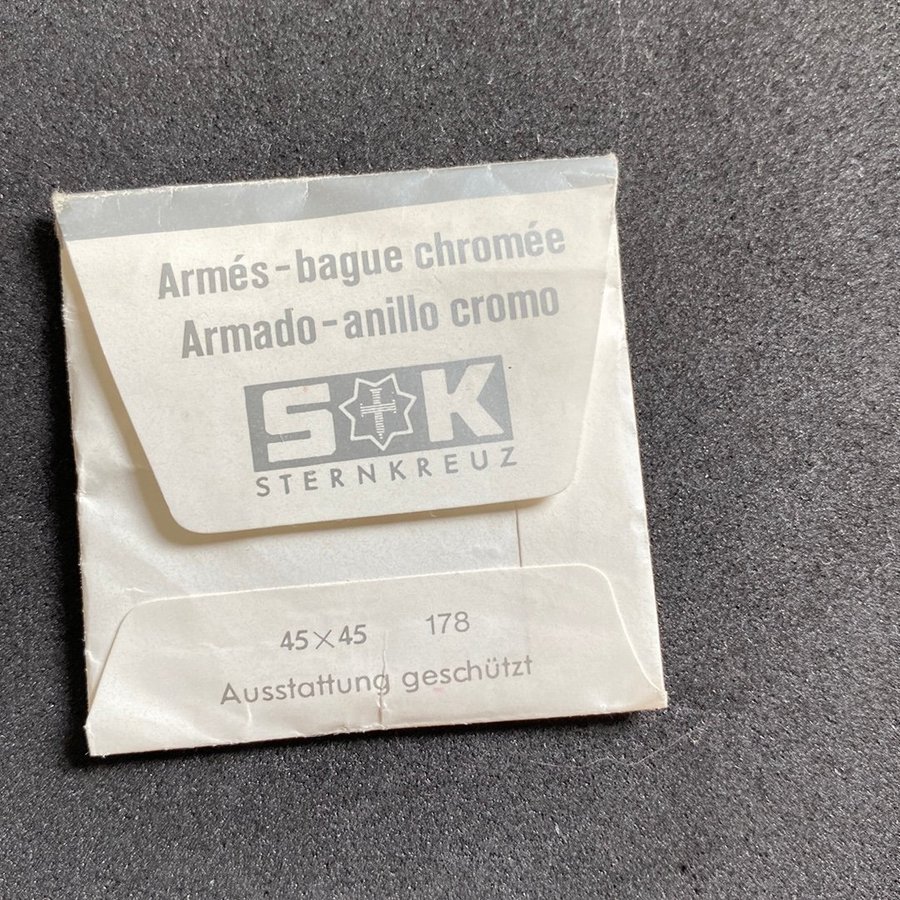 Armés-bague chromée
Armado-anillo cromo
S K
STERNKREUZ
45×45 178
Ausstattung geschützt